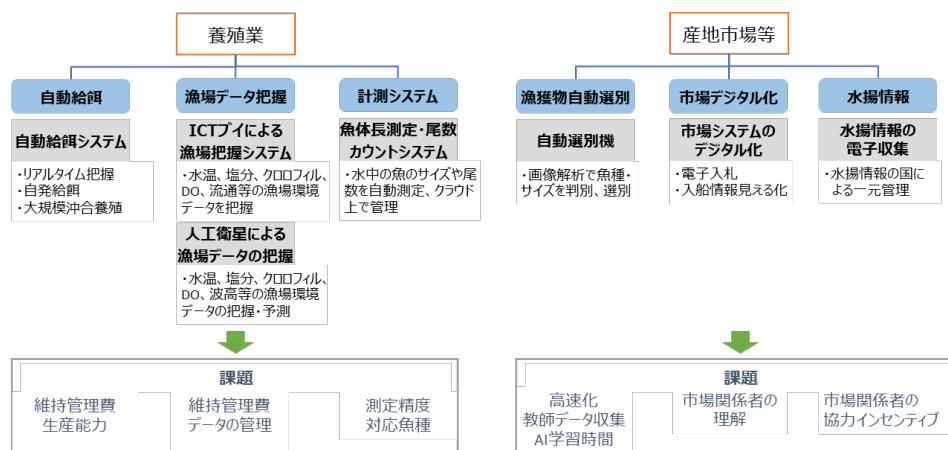 養殖業
自動給餌
自動給餌システム
・リアルタイム把握
・自発給餌
・大規模沖合養殖
漁場データ把握
ICTブイによる
漁場把握システム
・水温、塩分、クロロフィル、
DO、流通等の漁場環境
データを把握
人工衛星による
漁場データの把握
・水温、塩分、クロロフィル、
DO、波高等の漁場環境
データの把握・予測
計測システム
魚体長測定・尾数
カウントシステム
・水中の魚のサイズや尾
数を自動測定、クラウド
上で管理
課題
維持管理費
生産能力
維持管理費
データの管理
測定精度
対応魚種
産地市場等
漁獲物自動選別
自動選別機
・画像解析で魚種・
サイズを判別、選別
市場デジタル化
市場システムの
デジタル化
・電子入札
・入船情報見える化
水揚情報
水揚情報の
電子収集
・水揚情報の国に
よる一元管理
課題
高速化
教師データ収集
AI学習時間
市場関係者の
理解
市場関係者の
協力インセンティブ